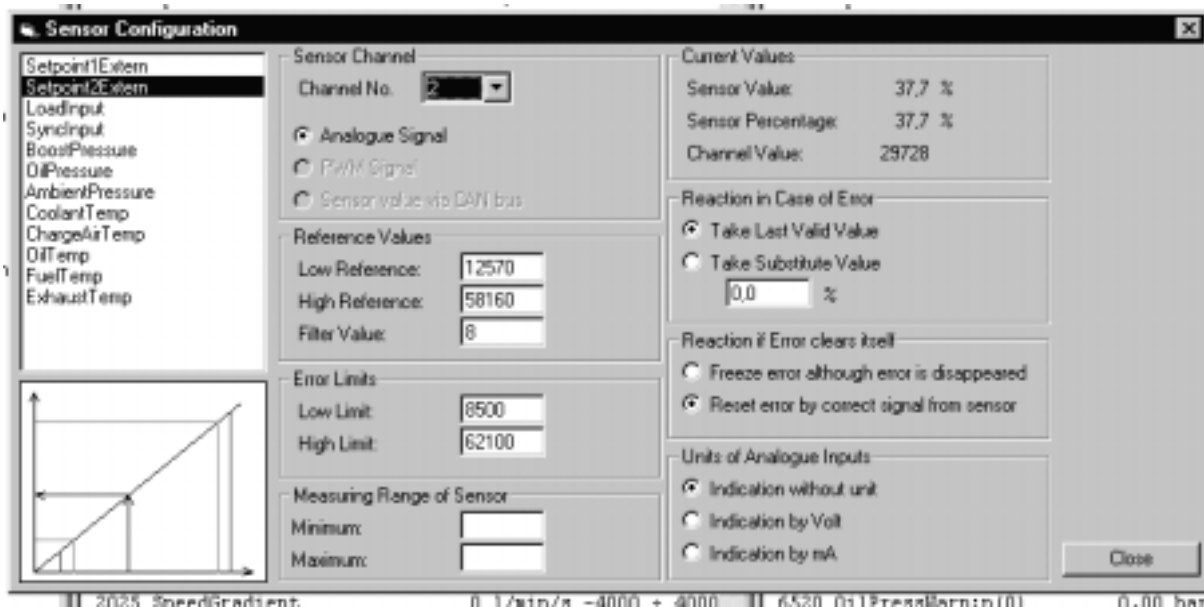 Sensor Configuration
Setpoint1Extern
Setpoint2Extern
LoadInput
SyncInput
BoostPressure
OilPressure
AmbientPressure
CoolantTemp
ChargeAirTemp
OilTemp
FuelTemp
ExhaustTemp
Sensor Channel
Channel No. 2
Analogue Signal
PWM Signal
Sensor value via CAN bus
Reference Values
Low Reference: 12570
High Reference: 58160
Filter Value: 8
Error Limits
Low Limit: 8500
High Limit: 62100
Measuring Range of Sensor
Minimum:
Maximum:
Current Values
Sensor Value: 37,7 %
Sensor Percentage: 37,7 %
Channel Value: 29728
Reaction in Case of Error
Take Last Valid Value
Take Substitute Value
0,0 %
Reaction if Error clears itself
Freeze error although error is disappeared
Reset error by correct signal from sensor
Units of Analogue Inputs
Indication without unit
Indication by Volt
Indication by mA
Close
2025 SpeedGradient 0 1/min/s -4000 + 4000 6520 OilPressWarnin(0) 0.00 bar